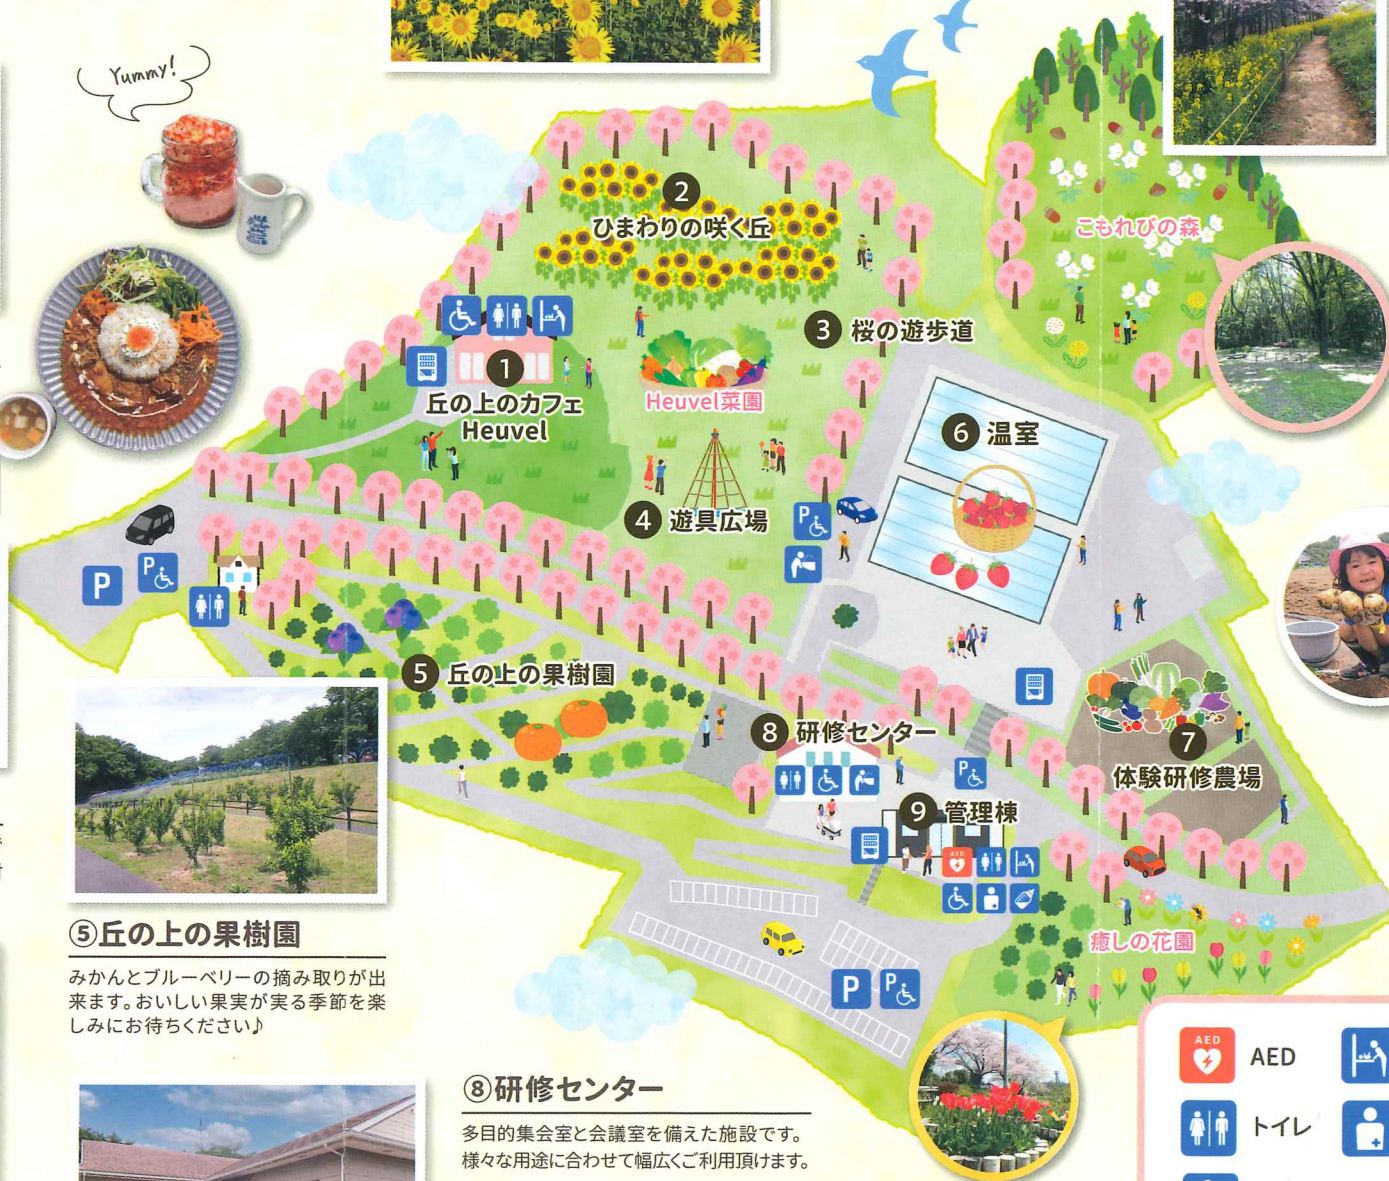 Yummy!
2
ひまわりの咲く丘
こもれびの森
3 桜の遊歩道
1
丘の上のカフェ
Heuvel
Heuvel菜園
6 温室
4 遊具広場
P
P
P
5 丘の上の果樹園
8 研修センター
7
体験研修農場
P
9 管理棟
AED
癒しの花園
P
P
⑤丘の上の果樹園
みかんとブルーベリーの摘み取りが出
来ます。おいしい果実が実る季節を楽
しみにお待ちください♪
⑧研修センター
多目的集会室と会議室を備えた施設です。
様々な用途に合わせて幅広くご利用頂けます。
AED
AED
トイレ